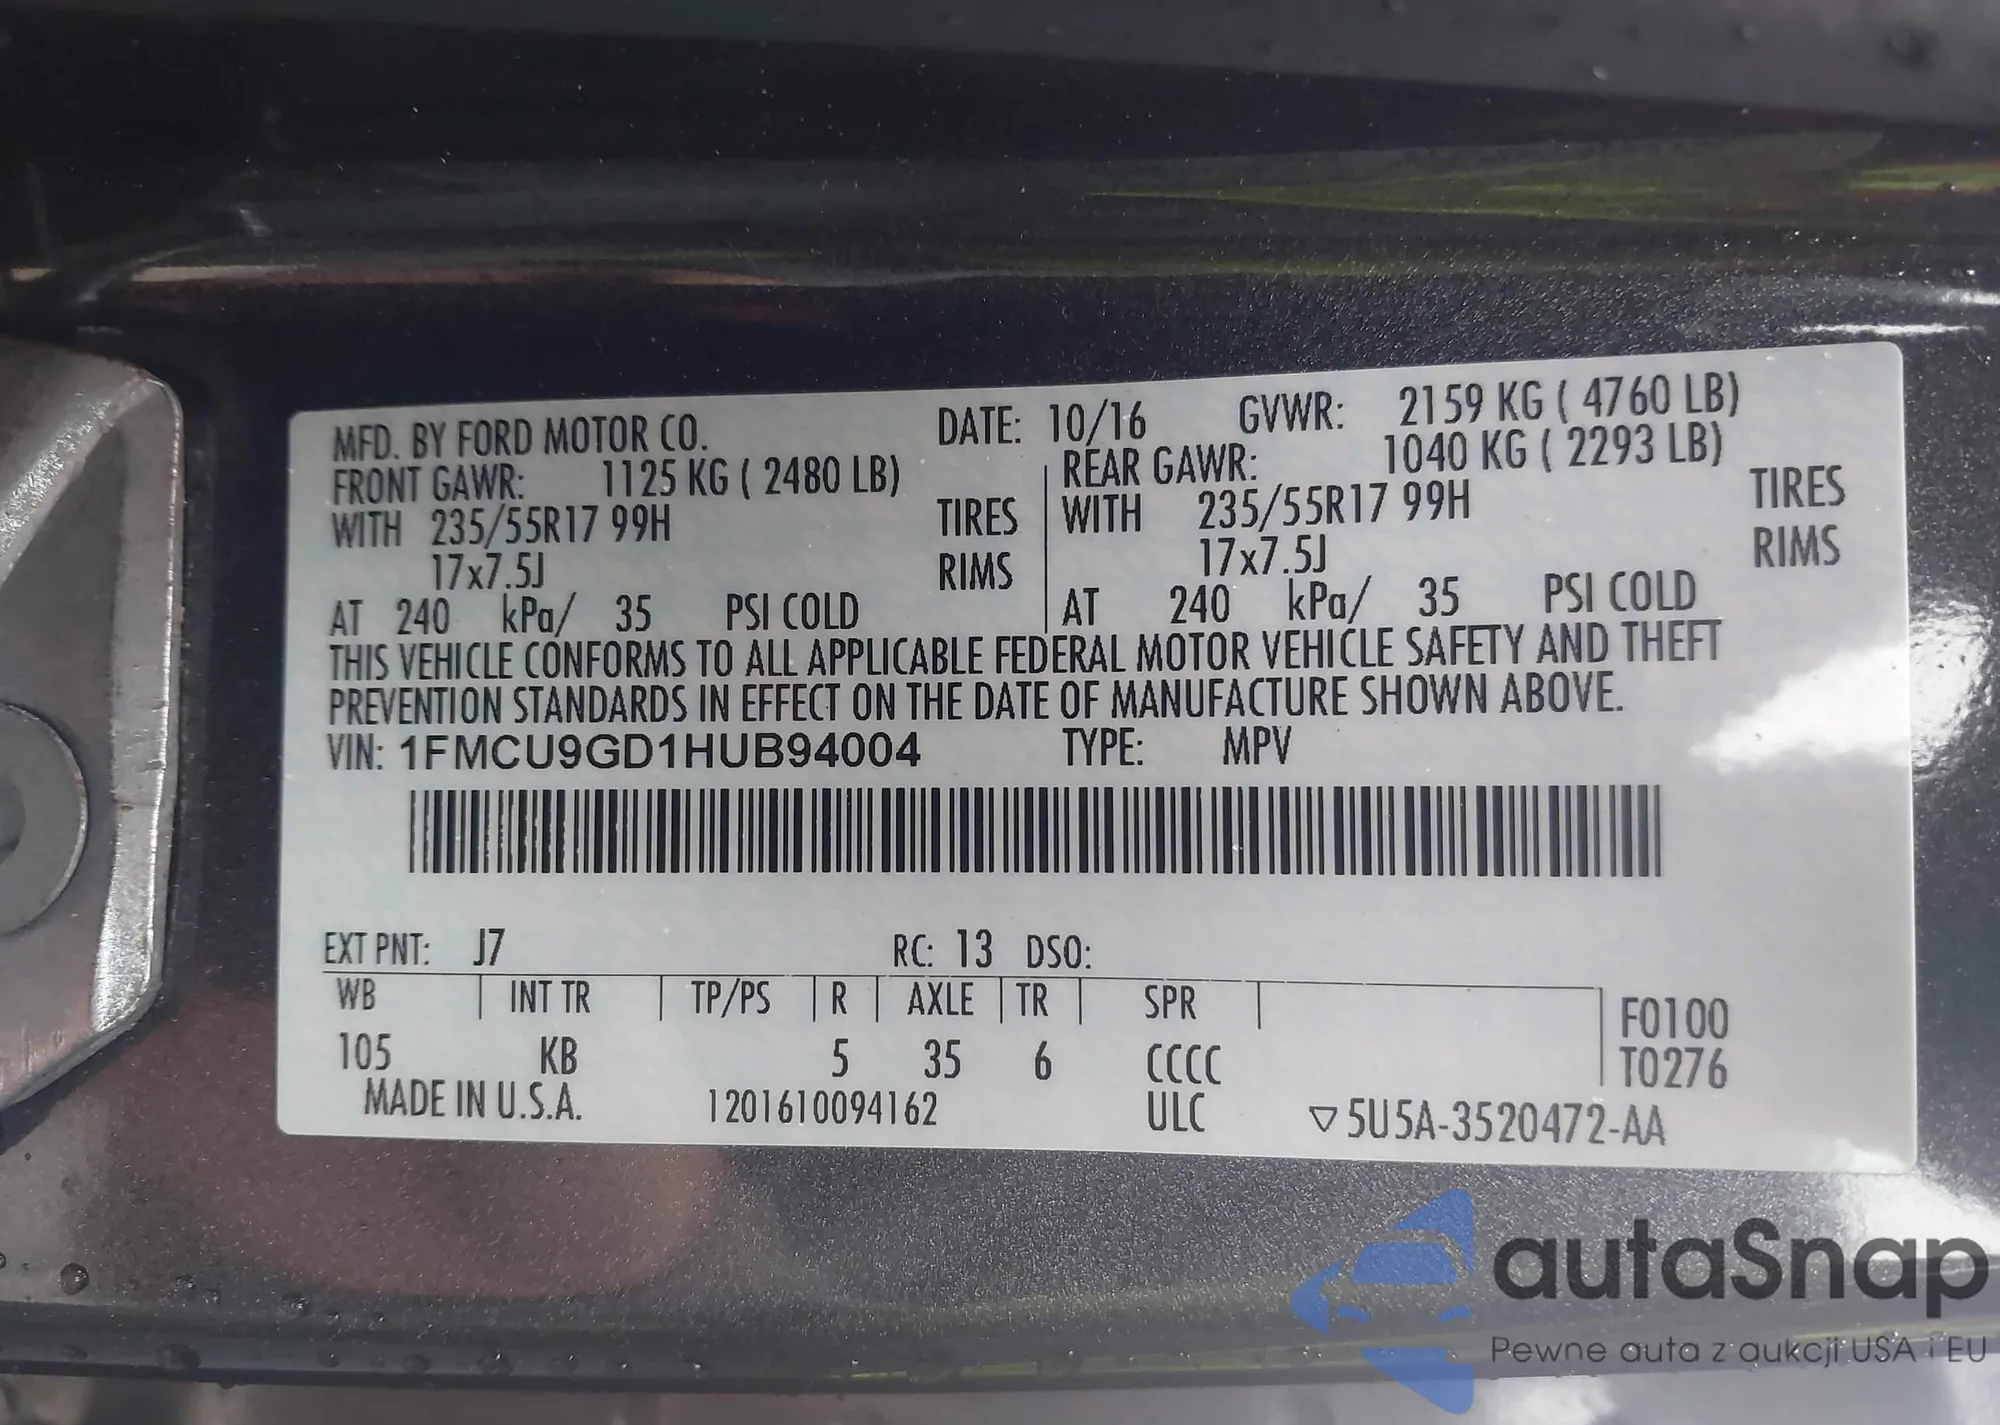 MFD. BY FORD MOTOR CO. DATE: 10/16 GVWR: 2159 KG ( 4760 LB)
FRONT GAWR: 1125 KG ( 2480 LB) REAR GAWR: 1040 KG ( 2293 LB)
WITH 235/55R17 99H TIRES WITH 235/55R17 99H TIRES
17x7.5J RIMS 17x7.5J RIMS
AT 240 kPa/ 35 PSI COLD AT 240 kPa/ 35 PSI COLD
THIS VEHICLE CONFORMS TO ALL APPLICABLE FEDERAL MOTOR VEHICLE SAFETY AND THEFT
PREVENTION STANDARDS IN EFFECT ON THE DATE OF MANUFACTURE SHOWN ABOVE.
VIN: 1FMCU9GD1HUB94004 TYPE: MPV
EXT PNT: J7 RC: 13 DSO:
WB INT TR TP/PS R AXLE TR SPR F0100
105 KB 5 35 6 CCCC T0276
MADE IN U.S.A. 1201610094162 ULC ▽5U5A-3520472-AA
autaSnap
Pewne auta z aukcji USA i EU